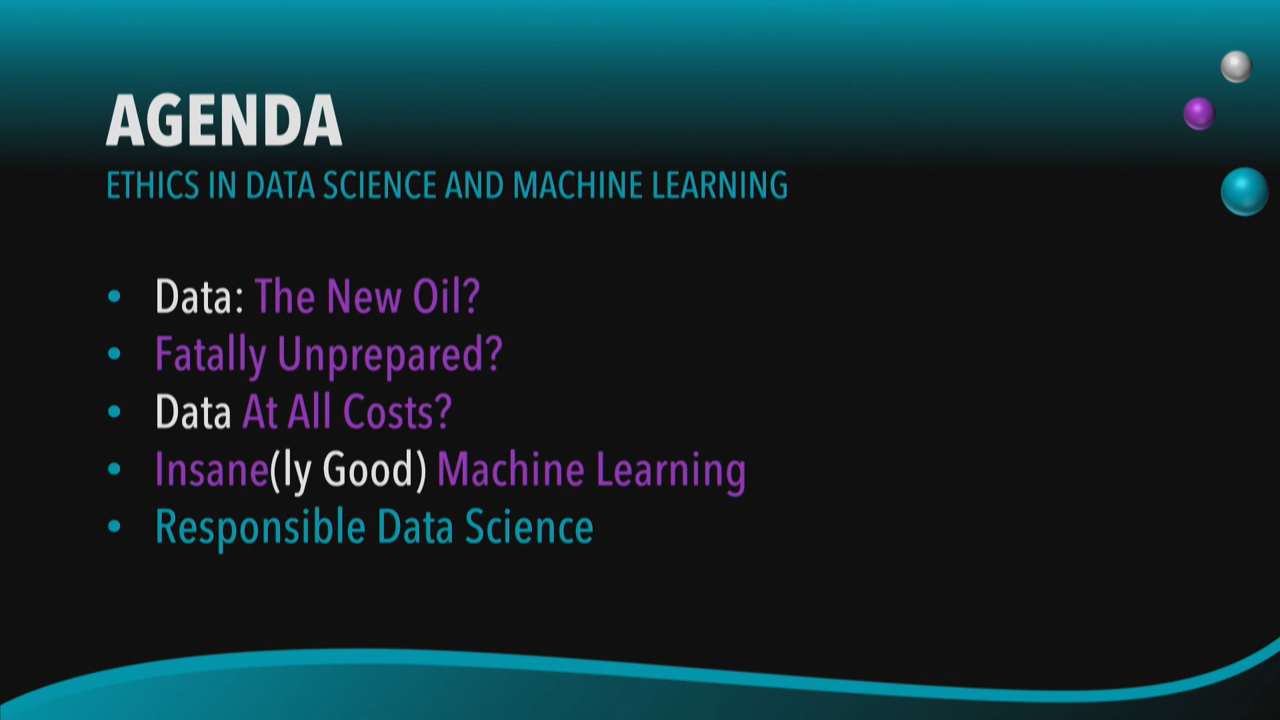 AGENDA
ETHICS IN DATA SCIENCE AND MACHINE LEARNING
• Data: The New Oil?
• Fatally Unprepared?
• Data At All Costs?
• Insane(ly Good) Machine Learning
• Responsible Data Science